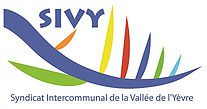 SIVY
Syndicat Intercommunal de la Vallée de l'Yèvre